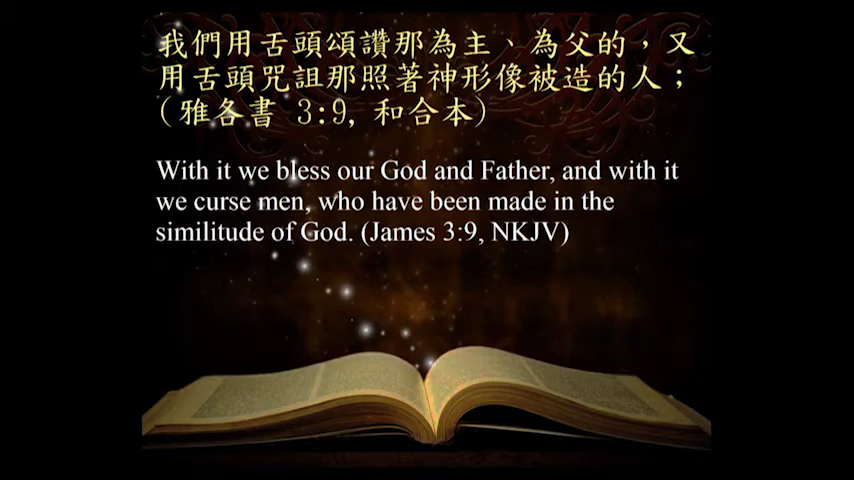 我們用舌頭頌讚那為主、為父的，又
用舌頭咒詛那照著神形像被造的人；
(雅各書 3:9, 和合本)
With it we bless our God and Father, and with it
we curse men, who have been made in the
similitude of God. (James 3:9, NKJV)